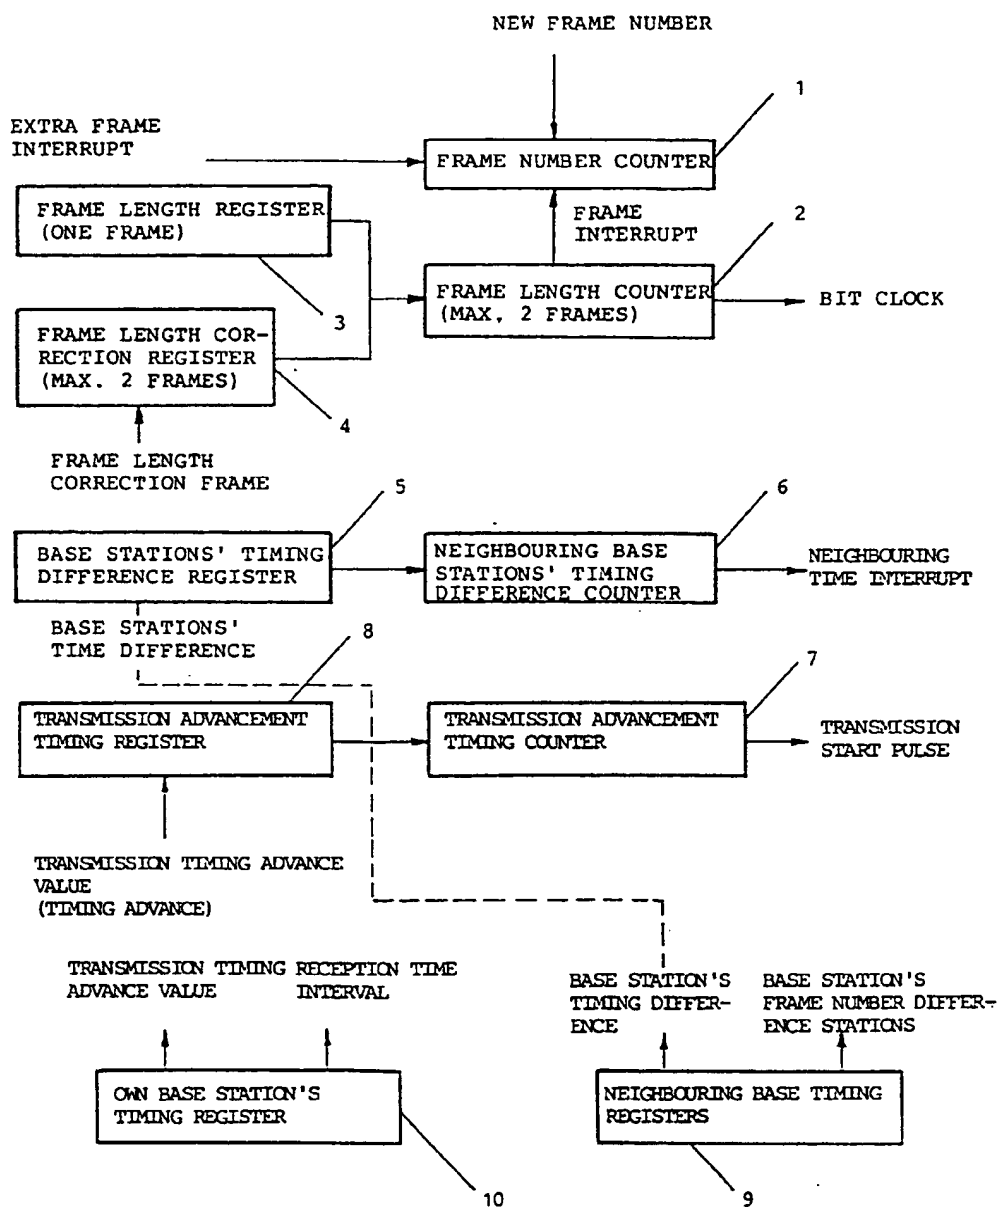 NEW FRAME NUMBER
1
EXTRA FRAME
INTERRUPT
FRAME NUMBER COUNTER
FRAME LENGTH REGISTER
(ONE FRAME)
3
FRAME
INTERRUPT
2
FRAME LENGTH COUNTER
(MAX. 2 FRAMES)
BIT CLOCK
FRAME LENGTH COR-
RECTION REGISTER
(MAX. 2 FRAMES)
4
FRAME LENGTH
CORRECTION FRAME
5
6
BASE STATIONS' TIMING
DIFFERENCE REGISTER
NEIGHBOURING BASE
STATIONS' TIMING
DIFFERENCE COUNTER
NEIGHBOURING
TIME INTERRUPT
BASE STATIONS'
TIME DIFFERENCE
8
7
TRANSMISSION ADVANCEMENT
TIMING REGISTER
TRANSMISSION ADVANCEMENT
TIMING COUNTER
TRANSMISSION
START PULSE
TRANSMISSION TIMING ADVANCE
VALUE
(TIMING ADVANCE)
TRANSMISSION TIMING
ADVANCE VALUE
RECEPTION TIME
INTERVAL
BASE STATION'S
TIMING DIFFER-
ENCE
BASE STATION'S
FRAME NUMBER DIFFER-
ENCE STATIONS
OWN BASE STATION'S
TIMING REGISTER
10
NEIGHBOURING BASE TIMING
REGISTERS
9